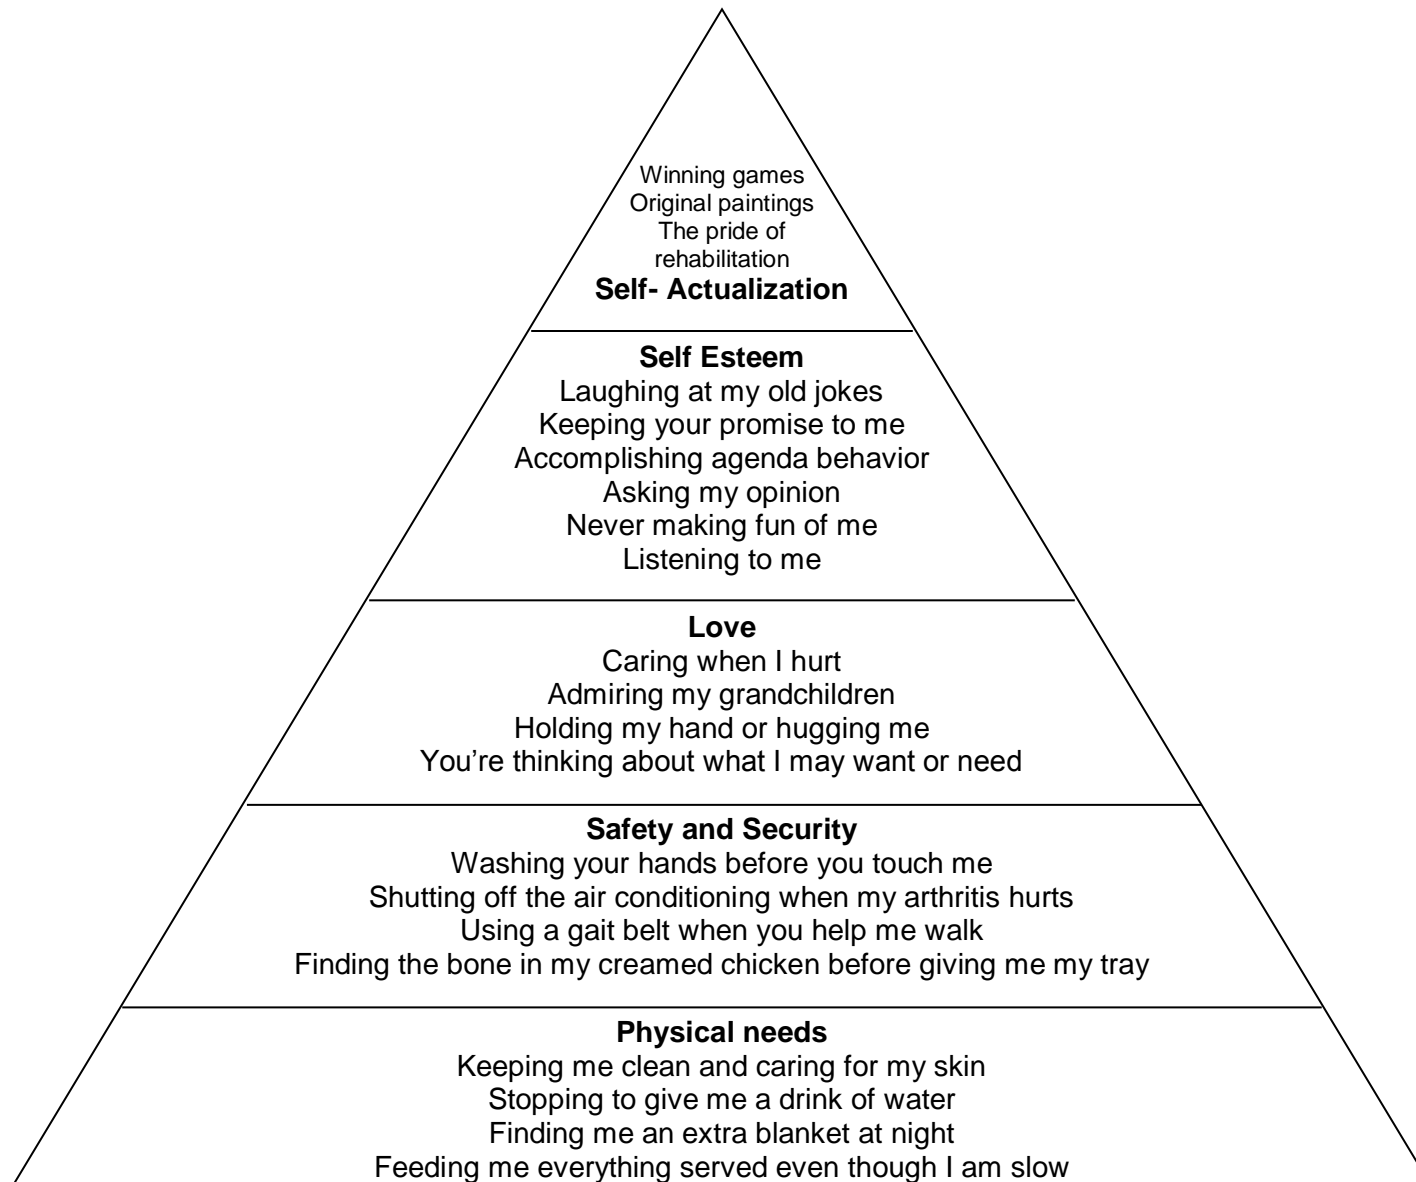 Winning games
Original paintings
The pride of
rehabilitation
Self- Actualization
Self Esteem
Laughing at my old jokes
Keeping your promise to me
Accomplishing agenda behavior
Asking my opinion
Never making fun of me
Listening to me
Love
Caring when I hurt
Admiring my grandchildren
Holding my hand or hugging me
You’re thinking about what I may want or need
Safety and Security
Washing your hands before you touch me
Shutting off the air conditioning when my arthritis hurts
Using a gait belt when you help me walk
Finding the bone in my creamed chicken before giving me my tray
Physical needs
Keeping me clean and caring for my skin
Stopping to give me a drink of water
Finding me an extra blanket at night
Feeding me everything served even though I am slow